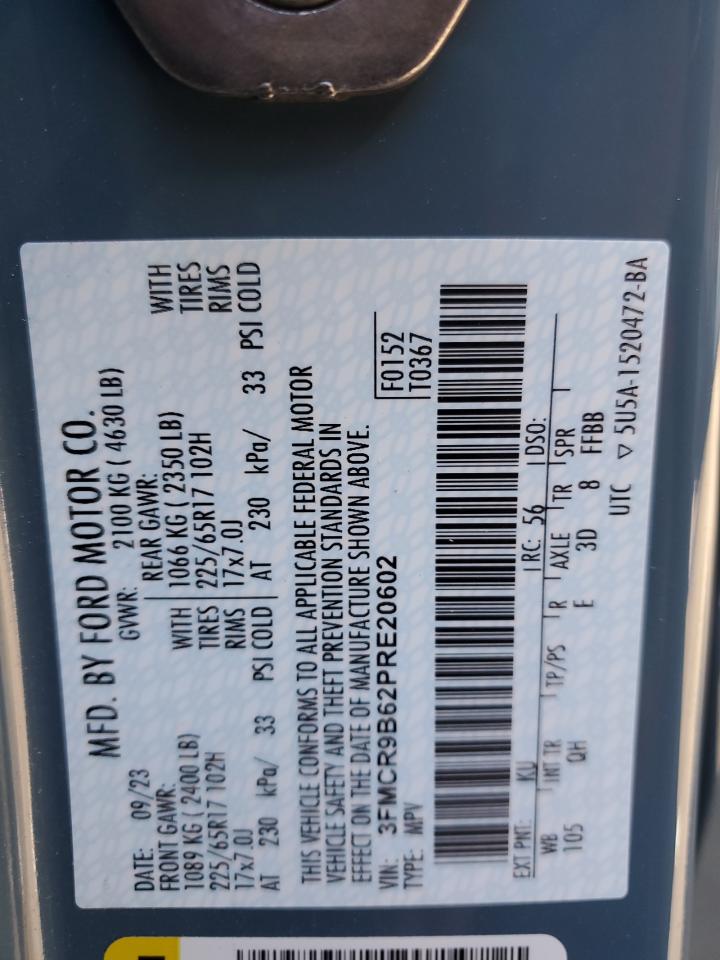 MFD. BY FORD MOTOR CO.
DATE: 09/23 GVWR: 2100 KG ( 4630 LB)
FRONT GAWR: REAR GAWR:
1089 KG ( 2400 LB) WITH 1066 KG ( 2350 LB) WITH
225/65R17 102H TIRES 225/65R17 102H TIRES
17x7.0J RIMS 17x7.0J RIMS
AT 230 kPa/ 33 PSI COLD AT 230 kPa/ 33 PSI COLD
THIS VEHICLE CONFORMS TO ALL APPLICABLE FEDERAL MOTOR
VEHICLE SAFETY AND THEFT PREVENTION STANDARDS IN
EFFECT ON THE DATE OF MANUFACTURE SHOWN ABOVE.
VIN: 3FMCR9B62PRE20602 F0152
TYPE: MPV T0367
EXT PNT: KU RC: 56 DSO:
WB INT TR TP/PS R AXLE TR SPR
105 QH E 3D 8 FFBB
UTC ▽ 5U5A-1520472-BA